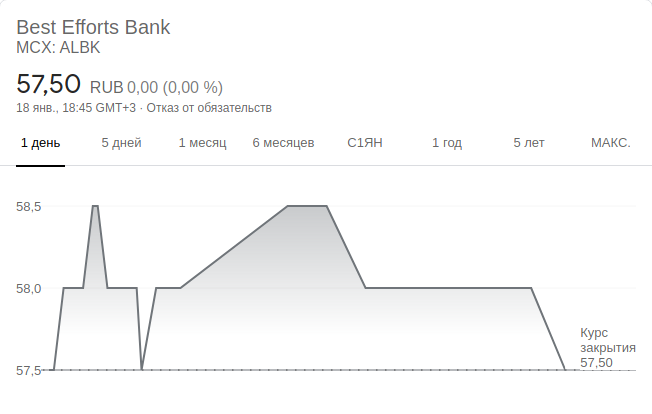 Best Efforts Bank
MCX: ALBK
57,50 RUB 0,00 (0,00 %)
18 янв., 18:45 GMT+3 · Отказ от обязательств
1 день 5 дней 1 месяц 6 месяцев С1ЯН 1 год 5 лет МАКС.
58,5
58,0
57,5
Курс
закрытия
57,50